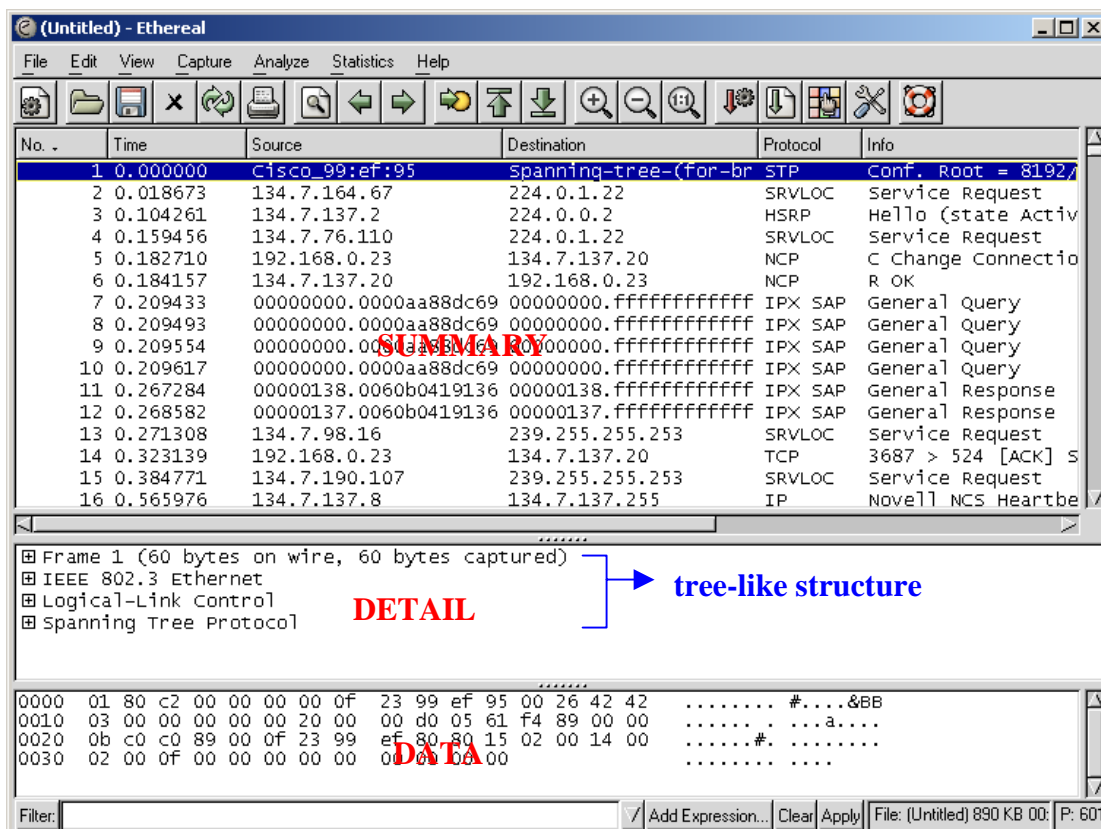 (Untitled) - Ethereal
File Edit View Capture Analyze Statistics Help
No. Time Source Destination Protocol Info
1 0.000000 Cisco_99:ef:95 Spanning-tree-(for-br STP Conf. Root = 8192/
2 0.018673 134.7.164.67 224.0.1.22 SRVLOC Service Request
3 0.104261 134.7.137.2 224.0.0.2 HSRP Hello (state Activ
4 0.159456 134.7.76.110 224.0.1.22 SRVLOC Service Request
5 0.182710 192.168.0.23 134.7.137.20 NCP C Change Connectio
6 0.184157 134.7.137.20 192.168.0.23 NCP R OK
7 0.209433 00000000.0000aa88dc69 00000000.ffffffffffff IPX SAP General Query
8 0.209493 00000000.0000aa88dc69 00000000.ffffffffffff IPX SAP General Query
9 0.209554 00000000.0000aa88dc69 00000000.ffffffffffff IPX SAP General Query
SUMMARY
10 0.209617 00000000.0000aa88dc69 00000000.ffffffffffff IPX SAP General Query
11 0.267284 00000138.0060b0419136 00000138.ffffffffffff IPX SAP General Response
12 0.268582 00000137.0060b0419136 00000137.ffffffffffff IPX SAP General Response
13 0.271308 134.7.98.16 239.255.255.253 SRVLOC Service Request
14 0.323139 192.168.0.23 134.7.137.20 TCP 3687 > 524 [ACK] S
15 0.384771 134.7.190.107 239.255.255.253 SRVLOC Service Request
16 0.565976 134.7.137.8 134.7.137.255 IP Novell NCS Heartbe
Frame 1 (60 bytes on wire, 60 bytes captured)
IEEE 802.3 Ethernet
Logical-Link Control
Spanning Tree Protocol
DETAIL
tree-like structure
0000 01 80 c2 00 00 00 00 0f 23 99 ef 95 00 26 42 42 ........ #....&BB
0010 03 00 00 00 00 00 20 00 00 d0 05 61 f4 89 00 00 ...... . ...a....
0020 0b c0 c0 89 00 0f 23 99 ef 80 80 15 02 00 14 00 ......#. ........
0030 02 00 0f 00 00 00 00 00 00 00 00 00 ........ ....
DATA
Filter: Add Expression... Clear Apply File: (Untitled) 890 KB 00: P: 601